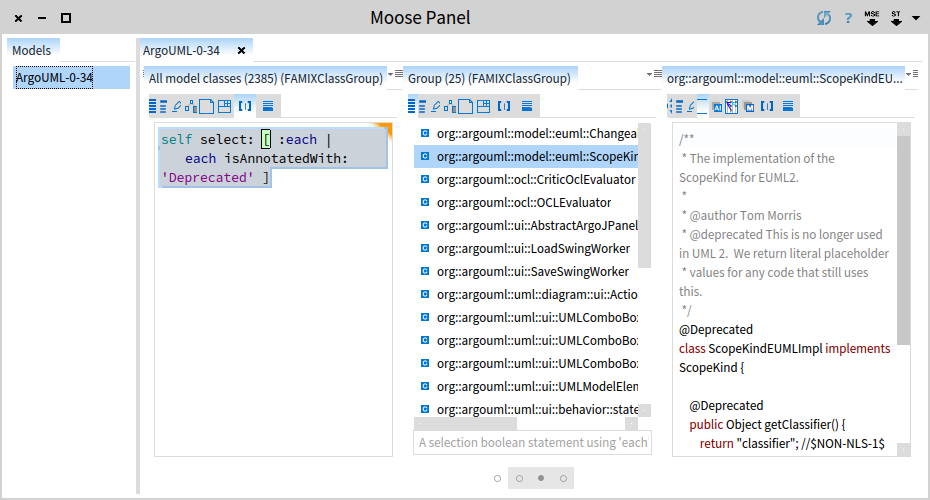 Moose Panel
?
MSE
ST
Models
ArgoUML-0-34
ArgoUML-0-34
All model classes (2385) (FAMIXClassGroup)
self select: [ :each |
each isAnnotatedWith:
'Deprecated' ]
Group (25) (FAMIXClassGroup)
org::argouml::model::euml::Changea
org::argouml::model::euml::ScopeKin
org::argouml::ocl::CriticOclEvaluator
org::argouml::ocl::OCLEvaluator
org::argouml::ui::AbstractArgoJPanel
org::argouml::ui::LoadSwingWorker
org::argouml::ui::SaveSwingWorker
org::argouml::uml::diagram::ui::Actio
org::argouml::uml::ui::UMLComboBo
org::argouml::uml::ui::UMLComboBo
org::argouml::uml::ui::UMLComboBo
org::argouml::uml::ui::UMLModelElem
org::argouml::uml::ui::behavior::state
A selection boolean statement using 'each
org::argouml::model::euml::ScopeKindEU...
/**
* The implementation of the
ScopeKind for EUML2.
*
* @author Tom Morris
* @deprecated This is no longer used
in UML 2. We return literal placeholder
* values for any code that still uses
this.
*/
@Deprecated
class ScopeKindEUMLImpl implements
ScopeKind {
@Deprecated
public Object getClassifier() {
return "classifier"; //$NON-NLS-1$